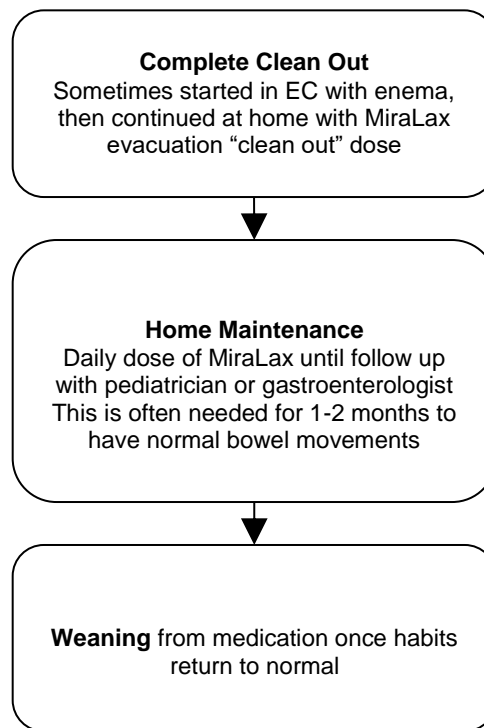 Complete Clean Out
Sometimes started in EC with enema,
then continued at home with MiraLax
evacuation “clean out” dose
Home Maintenance
Daily dose of MiraLax until follow up
with pediatrician or gastroenterologist
This is often needed for 1-2 months to
have normal bowel movements
Weaning from medication once habits
return to normal